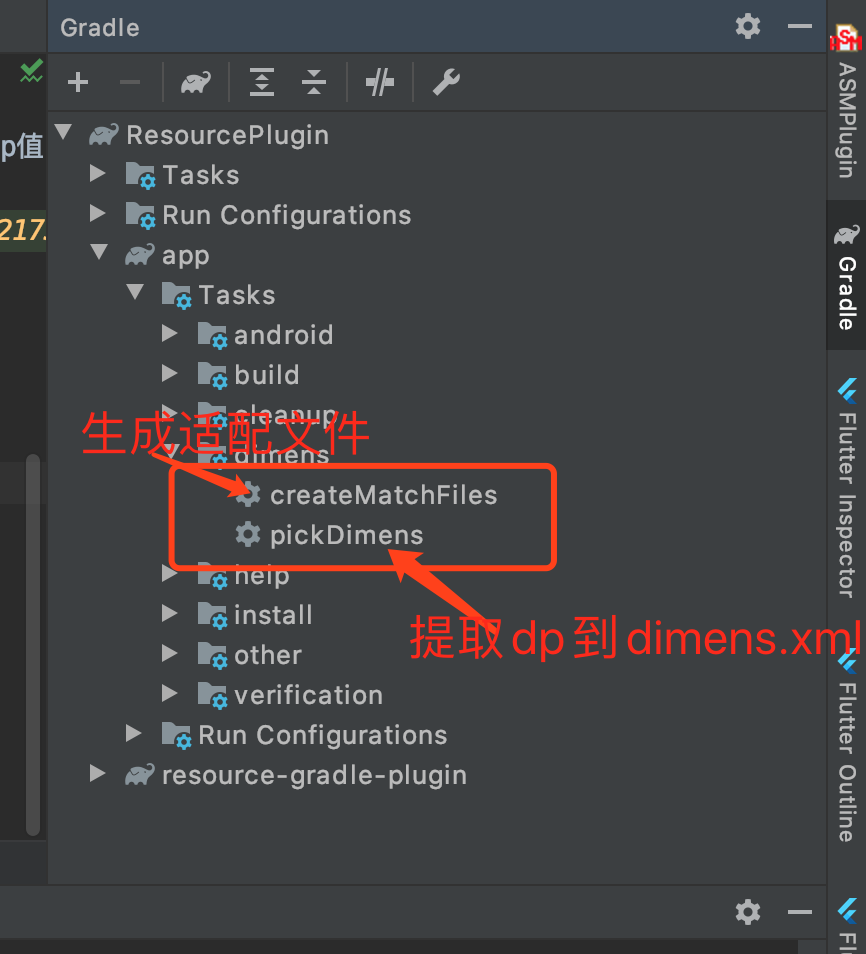 Gradle
p值
217.
ResourcePlugin
Tasks
Run Configurations
app
Tasks
android
build
cleanup
生成适配文件
dimens
createMatchFiles
pickDimens
help
install
提取dp到dimens.xml
other
verification
Run Configurations
resource-gradle-plugin
ASMPlugin
Gradle
Flutter Inspector
Flutter Outline